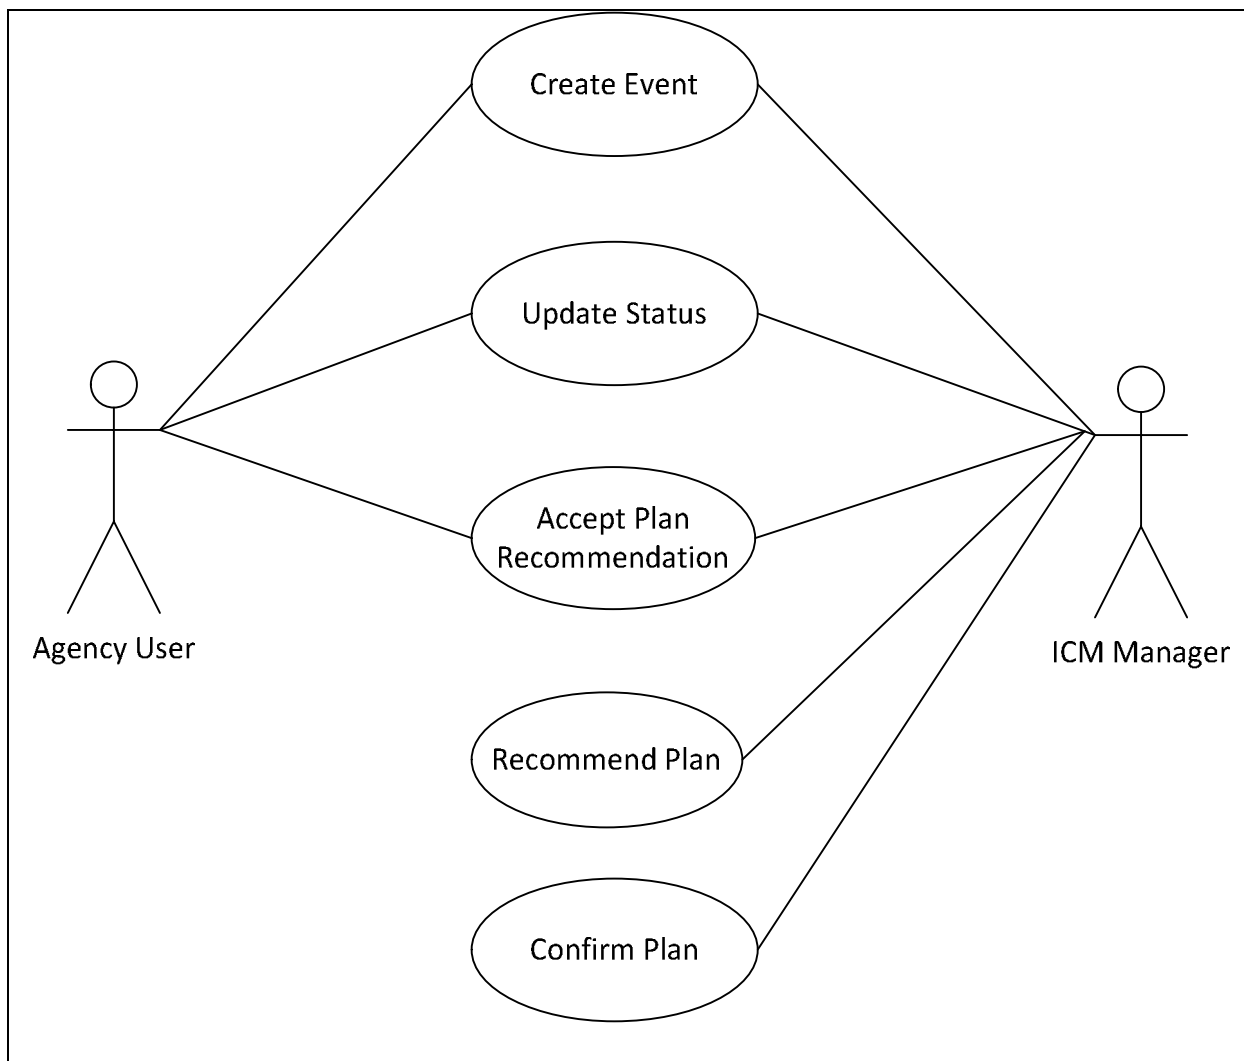 Create Event
Update Status
Accept Plan
Recommendation
Agency User
ICM Manager
Recommend Plan
Confirm Plan